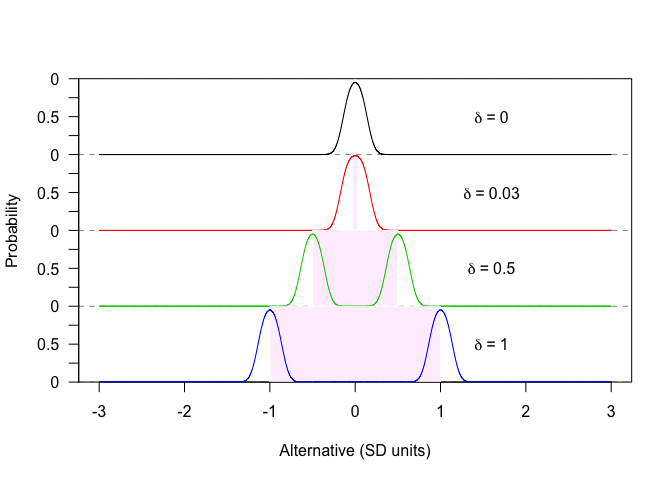 0
δ = 0
0.5
0
δ = 0.03
0.5
0
δ = 0.5
0.5
0
δ = 1
0.5
0
Probability
-3 -2 -1 0 1 2 3
Alternative (SD units)